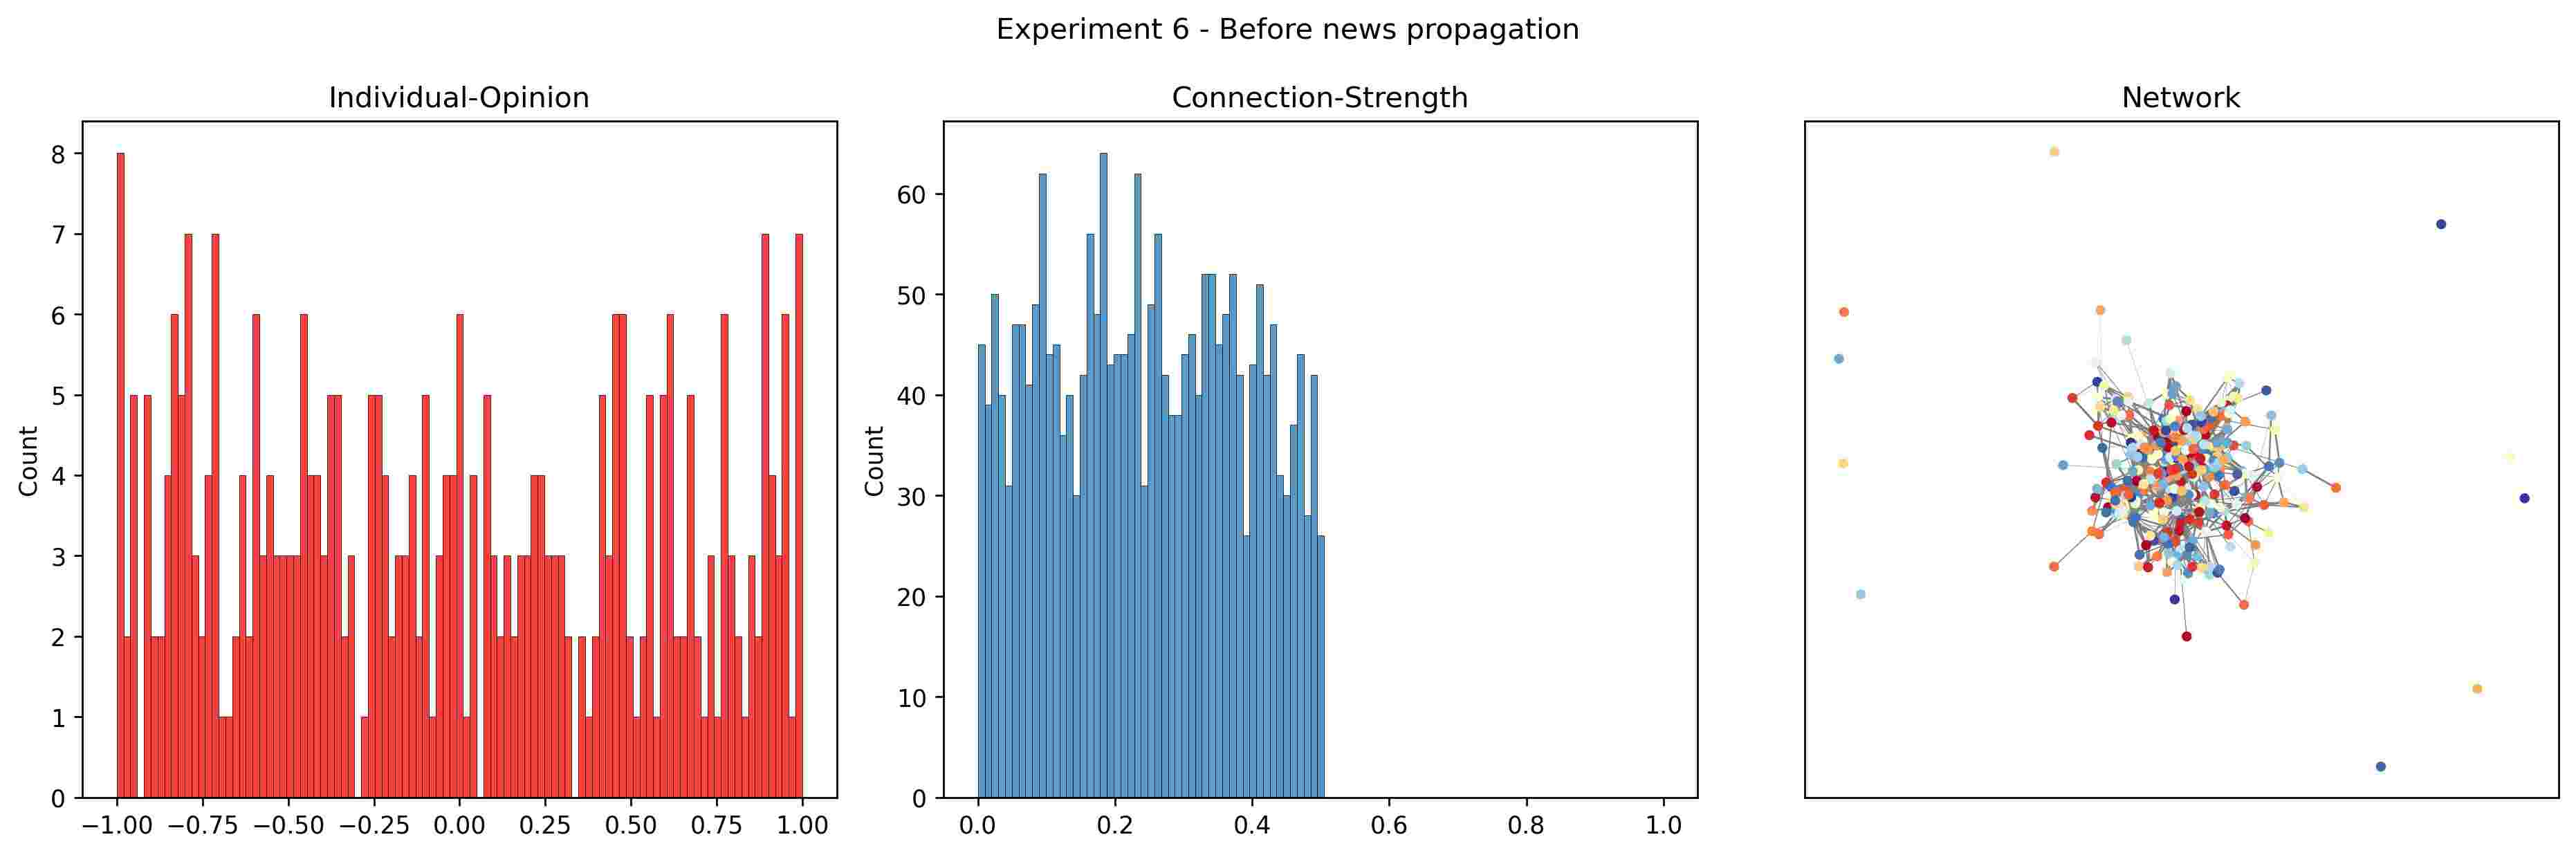 Experiment 6 - Before news propagation
Individual-Opinion
Count
8
7
6
5
4
3
2
1
0
−1.00 −0.75 −0.50 −0.25 0.00 0.25 0.50 0.75 1.00
Connection-Strength
Count
60
50
40
30
20
10
0
0.0 0.2 0.4 0.6 0.8 1.0
Network